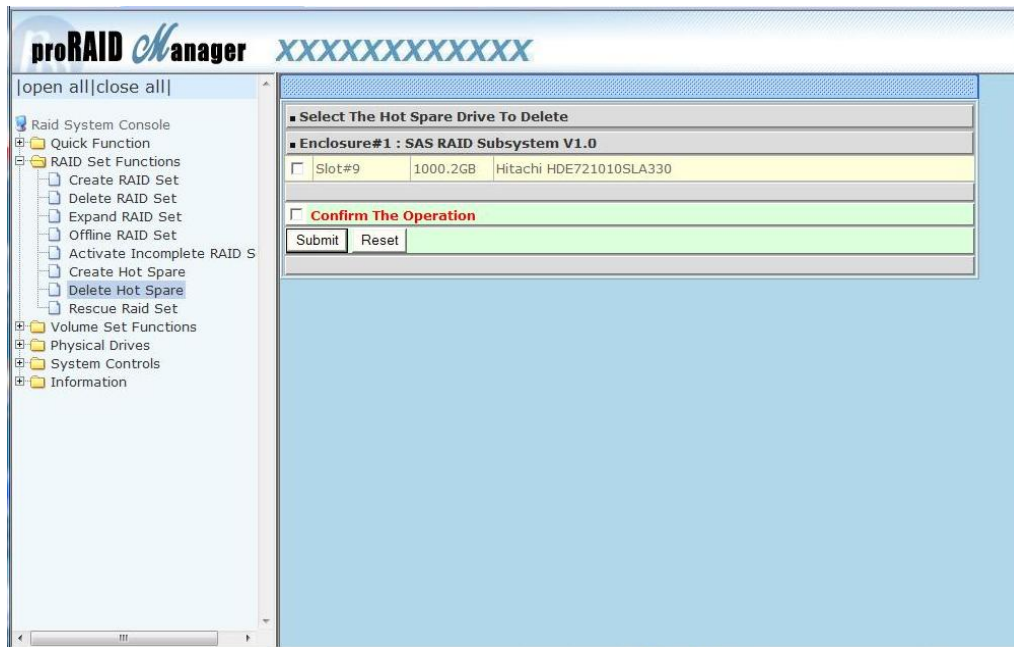 proRAID Manager XXXXXXXXXXXX
|open all|close all|
Raid System Console
Quick Function
RAID Set Functions
Create RAID Set
Delete RAID Set
Expand RAID Set
Offline RAID Set
Activate Incomplete RAID S
Create Hot Spare
Delete Hot Spare
Rescue Raid Set
Volume Set Functions
Physical Drives
System Controls
Information
Select The Hot Spare Drive To Delete
Enclosure#1 : SAS RAID Subsystem V1.0
Slot#9 1000.2GB Hitachi HDE721010SLA330
Confirm The Operation
Submit Reset